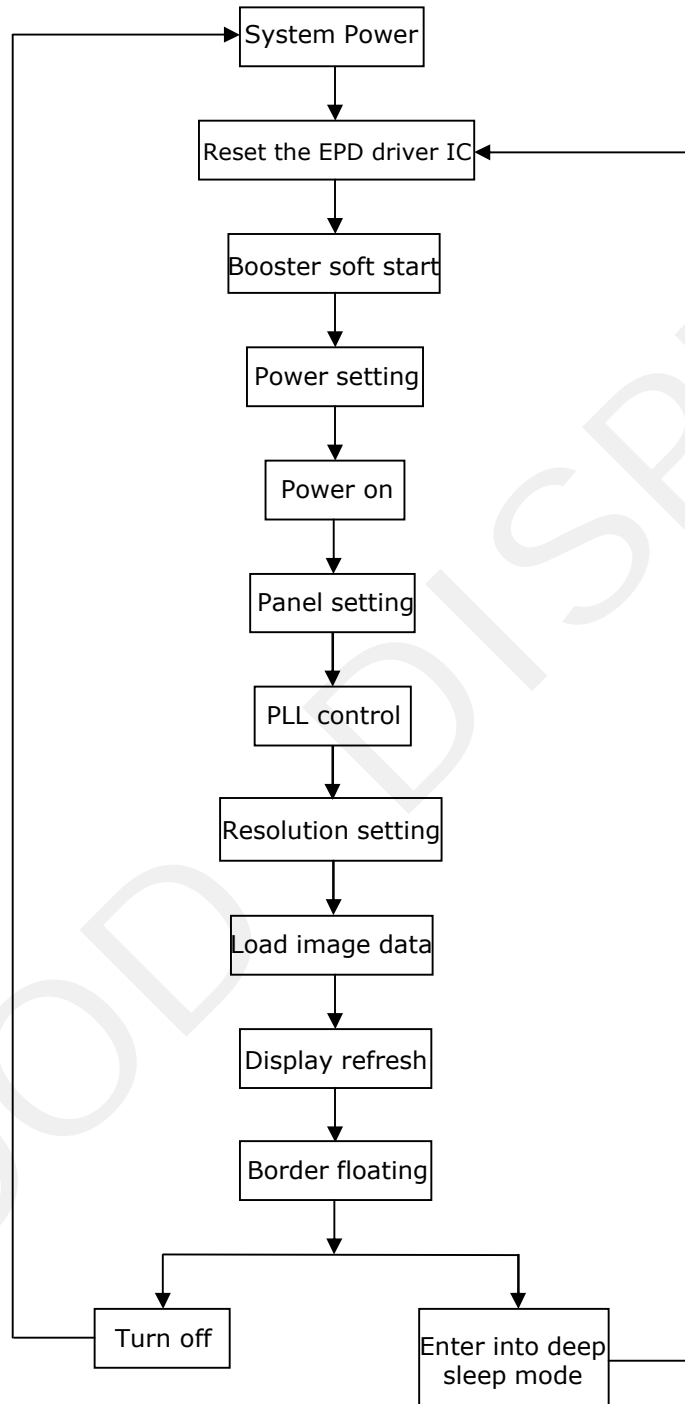 System Power
Reset the EPD driver IC
Booster soft start
Power setting
Power on
Panel setting
PLL control
Resolution setting
Load image data
Display refresh
Border floating
Turn off
Enter into deep
sleep mode